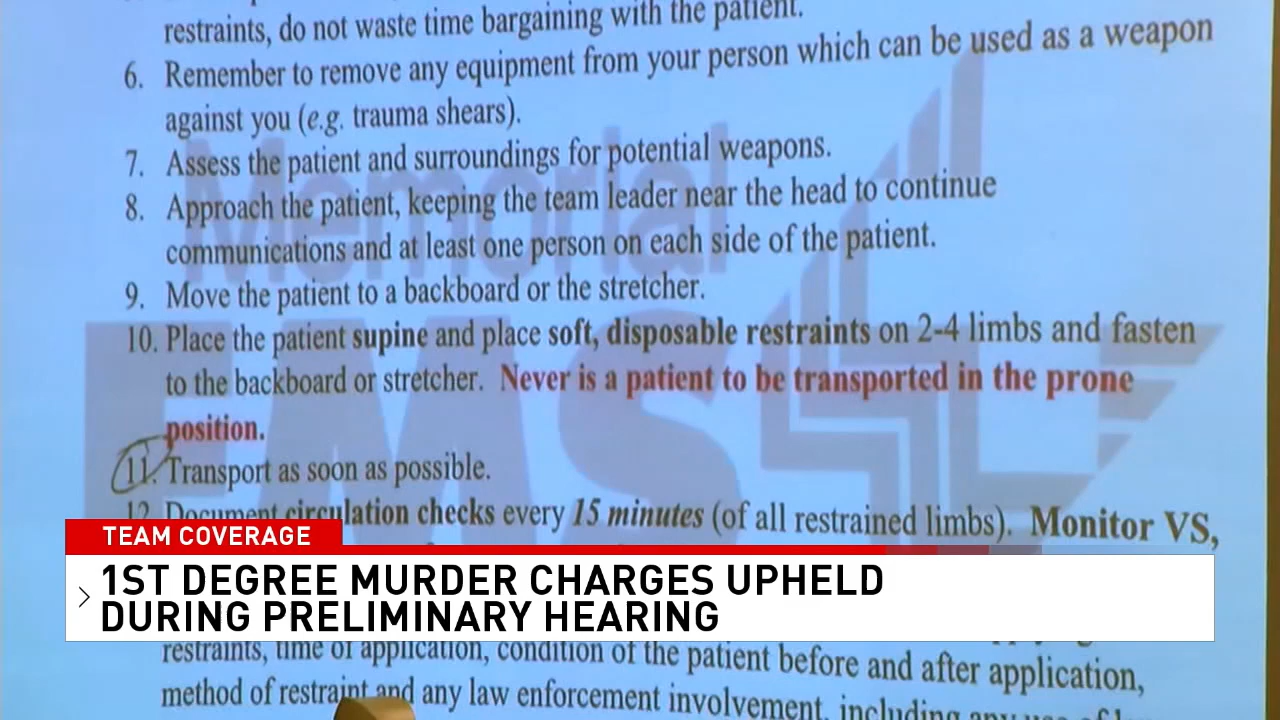 restraints, do not waste time bargaining with the patient.
6. Remember to remove any equipment from your person which can be used as a weapon
against you (e.g. trauma shears).
7. Assess the patient and surroundings for potential weapons.
8. Approach the patient, keeping the team leader near the head to continue
communications and at least one person on each side of the patient.
9. Move the patient to a backboard or the stretcher.
10. Place the patient supine and place soft, disposable restraints on 2-4 limbs and fasten
to the backboard or stretcher. Never is a patient to be transported in the prone
position.
11. Transport as soon as possible.
12. Document circulation checks every 15 minutes (of all restrained limbs). Monitor VS,
Memorial
EMS
TEAM COVERAGE
1ST DEGREE MURDER CHARGES UPHELD
DURING PRELIMINARY HEARING
restraints, time of application, condition of the patient before and after application,
method of restraint and any law enforcement involvement, including any use of